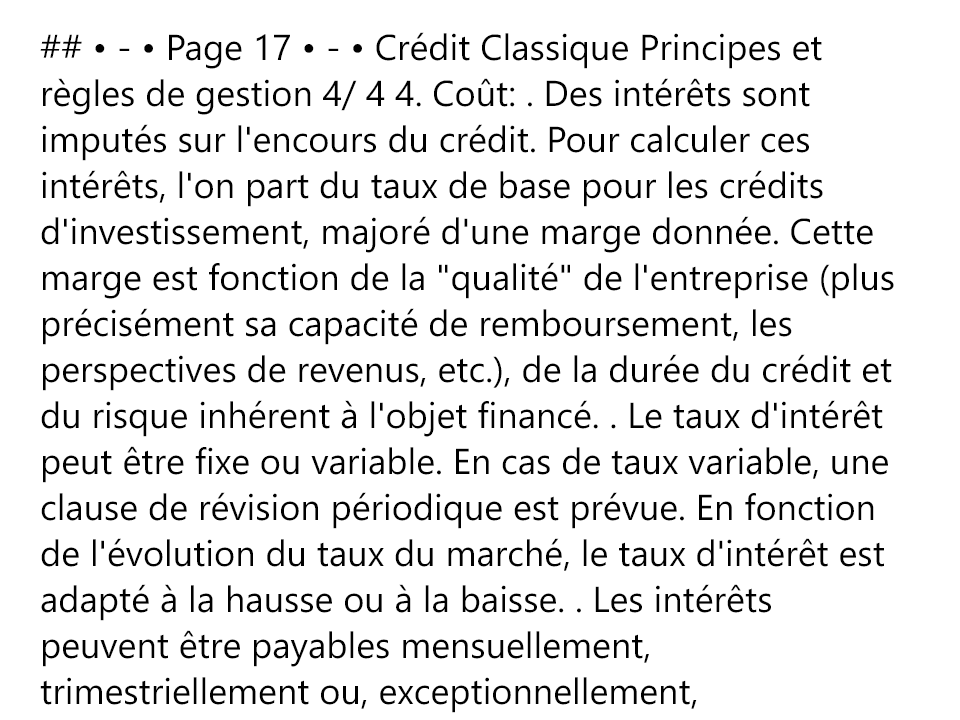 ## • - • Page 17 • - • Crédit Classique Principes et
règles de gestion 4/ 4 4. Coût: . Des intérêts sont
imputés sur l'encours du crédit. Pour calculer ces
intérêts, l'on part du taux de base pour les crédits
d'investissement, majoré d'une marge donnée. Cette
marge est fonction de la "qualité" de l'entreprise (plus
précisément sa capacité de remboursement, les
perspectives de revenus, etc.), de la durée du crédit et
du risque inhérent à l'objet financé. . Le taux d'intérêt
peut être fixe ou variable. En cas de taux variable, une
clause de révision périodique est prévue. En fonction
de l'évolution du taux du marché, le taux d'intérêt est
adapté à la hausse ou à la baisse. . Les intérêts
peuvent être payables mensuellement,
trimestriellement ou, exceptionnellement,